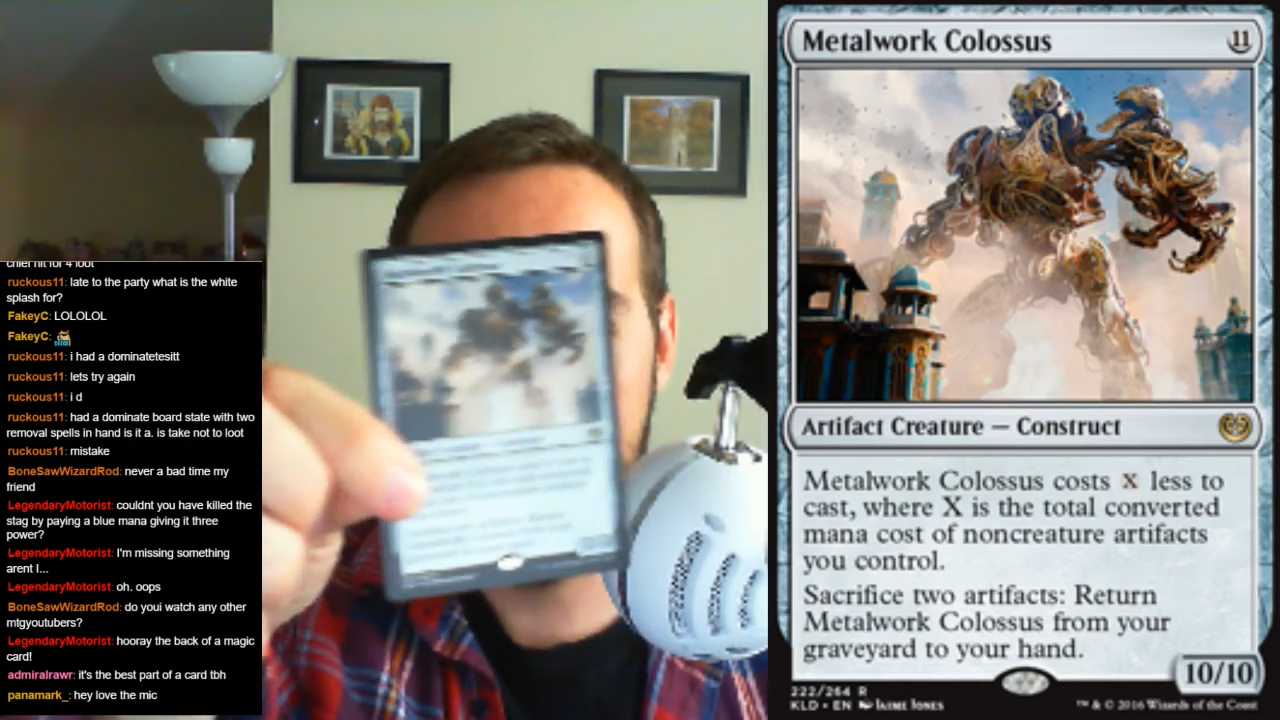 chief hit for 4 loot
ruckous11: late to the party what is the white
splash for?
FakeyC: LOLOLOL
FakeyC:
ruckous11: i had a dominatetesitt
ruckous11: lets try again
ruckous11: i d
ruckous11: had a dominate board state with two
removal spells in hand is it a. is take not to loot
ruckous11: mistake
BoneSawWizardRod: never a bad time my
friend
LegendaryMotorist: couldnt you have killed the
stag by paying a blue mana giving it three
power?
LegendaryMotorist: I'm missing something
arent I...
LegendaryMotorist: oh. oops
BoneSawWizardRod: do youi watch any other
mtgyoutubers?
LegendaryMotorist: hooray the back of a magic
card!
admiralrawr: it's the best part of a card tbh
panamark_: hey love the mic
Metalwork Colossus 11
Artifact Creature — Construct
Metalwork Colossus costs X less to
cast, where X is the total converted
mana cost of noncreature artifacts
you control.
Sacrifice two artifacts: Return
Metalwork Colossus from your
graveyard to your hand.
10/10
222/264 R
KLD • EN Jaime Jones
™ & © 2016 Wizards of the Coast